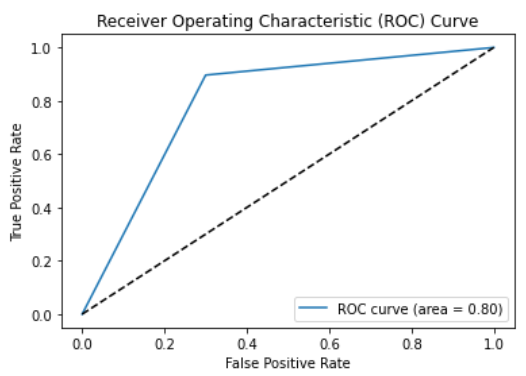 Receiver Operating Characteristic (ROC) Curve
1.0
0.8
0.6
0.4
0.2
0.0
True Positive Rate
ROC curve (area = 0.80)
0.0 0.2 0.4 0.6 0.8 1.0
False Positive Rate